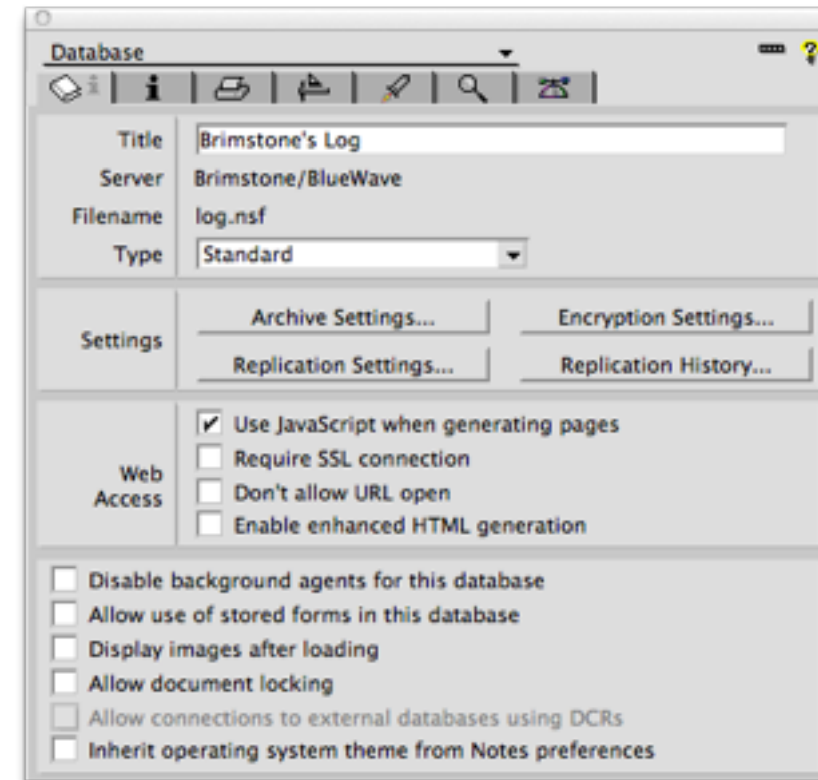 Database
?
i i
Title Brimstone's Log
Server Brimstone/BlueWave
Filename log.nsf
Type Standard
Archive Settings... Encryption Settings...
Settings
Replication Settings... Replication History...
Use JavaScript when generating pages
Require SSL connection
Web Access
Don't allow URL open
Enable enhanced HTML generation
Disable background agents for this database
Allow use of stored forms in this database
Display images after loading
Allow document locking
Allow connections to external databases using DCRs
Inherit operating system theme from Notes preferences